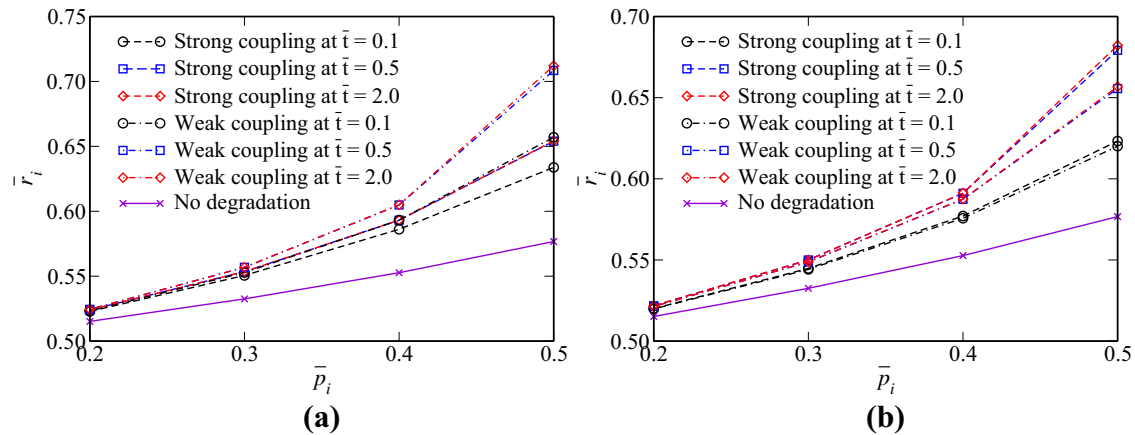 0.75
0.70
0.65
0.60
0.55
0.50
r̄ᵢ
Strong coupling at t̄ = 0.1
Strong coupling at t̄ = 0.5
Strong coupling at t̄ = 2.0
Weak coupling at t̄ = 0.1
Weak coupling at t̄ = 0.5
Weak coupling at t̄ = 2.0
No degradation
0.2
0.3
0.4
0.5
p̄ᵢ
(a)
0.70
0.65
0.60
0.55
0.50
r̄ᵢ
Strong coupling at t̄ = 0.1
Strong coupling at t̄ = 0.5
Strong coupling at t̄ = 2.0
Weak coupling at t̄ = 0.1
Weak coupling at t̄ = 0.5
Weak coupling at t̄ = 2.0
No degradation
0.2
0.3
0.4
0.5
p̄ᵢ
(b)